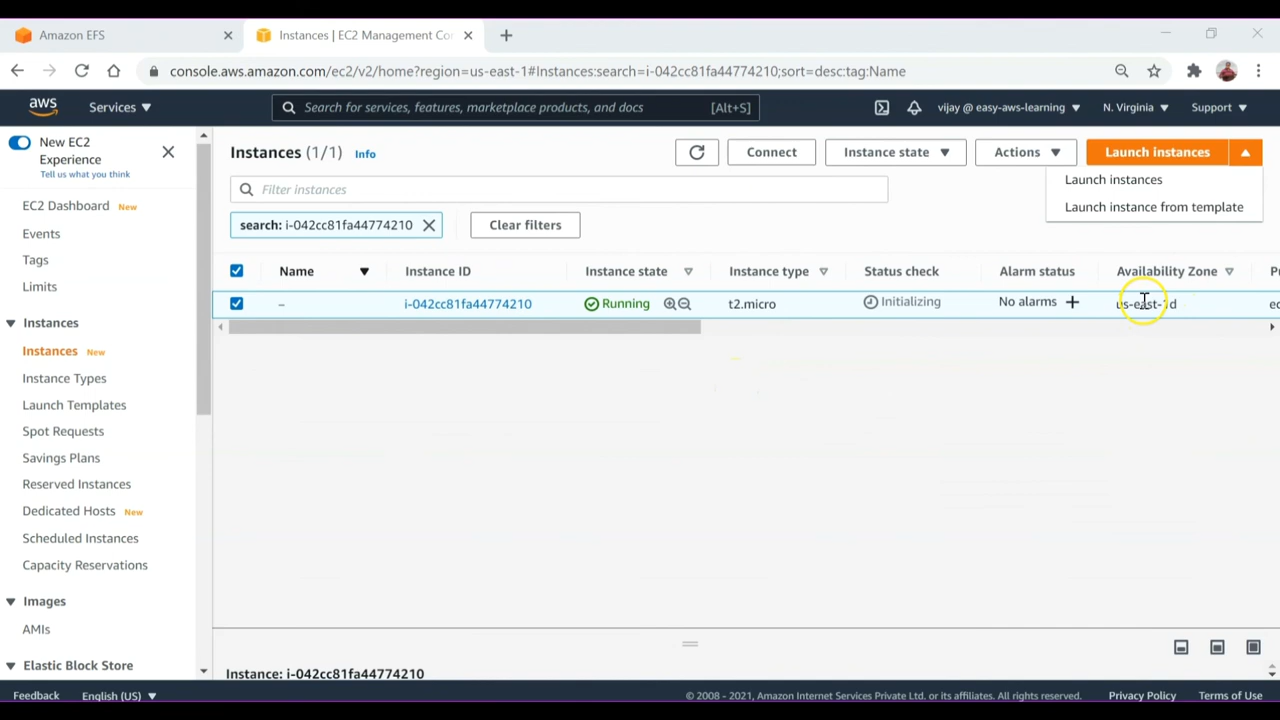 Amazon EFS
Instances | EC2 Management Co
console.aws.amazon.com/ec2/v2/home?region=us-east-1#Instances:search=i-042cc81fa44774210;sort=desc:tag:Name
aws
Services
Search for services, features, marketplace products, and docs [Alt+S]
vijay @ easy-aws-learning
N. Virginia
Support
New EC2
Experience
Tell us what you think
EC2 Dashboard New
Events
Tags
Limits
Instances
Instances New
Instance Types
Launch Templates
Spot Requests
Savings Plans
Reserved Instances
Dedicated Hosts New
Scheduled Instances
Capacity Reservations
Images
AMIs
Elastic Block Store
Instances (1/1) Info
Connect
Instance state
Actions
Launch instances
Launch instances
Launch instance from template
Filter instances
search: i-042cc81fa44774210
Clear filters
Name Instance ID Instance state Instance type Status check Alarm status Availability Zone P
– i-042cc81fa44774210 Running t2.micro Initializing No alarms + us-east-1d ec
Instance: i-042cc81fa44774210
Feedback English (US) © 2008 - 2021, Amazon Internet Services Private Ltd. or its affiliates. All rights reserved. Privacy Policy Terms of Use